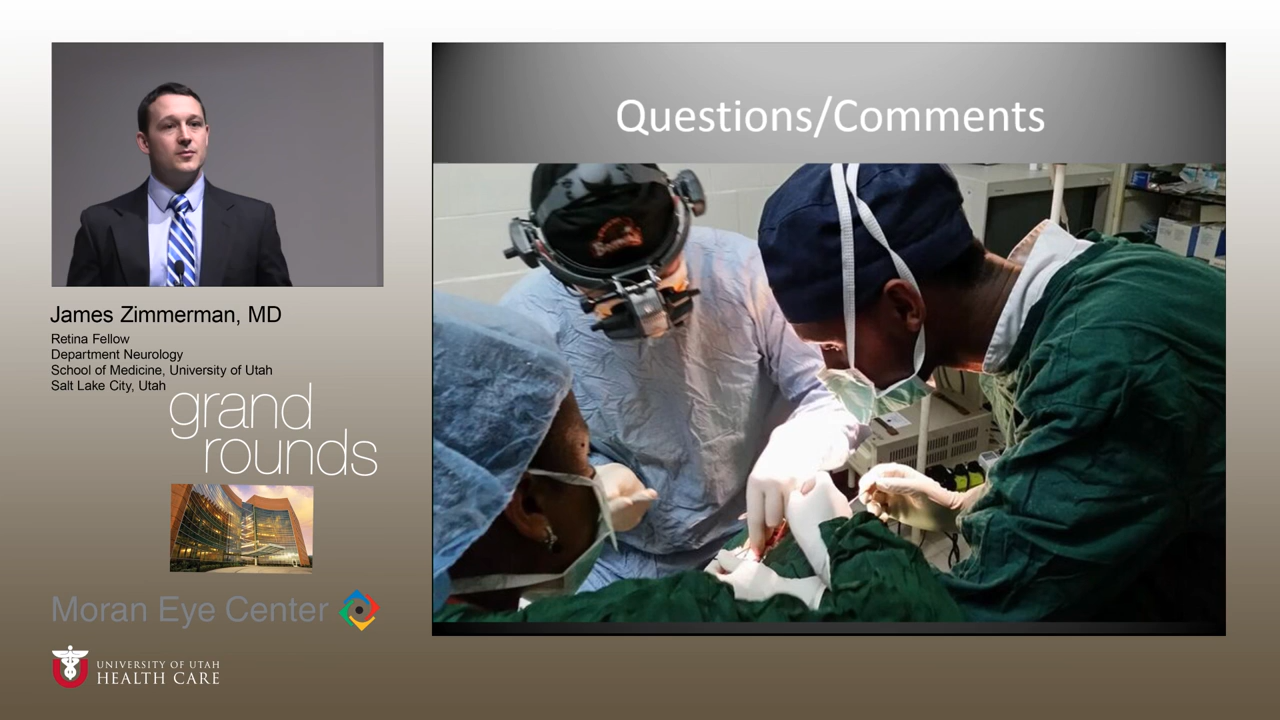 Questions/Comments
James Zimmerman, MD
Retina Fellow
Department Neurology
School of Medicine, University of Utah
Salt Lake City, Utah
grand
rounds
Moran Eye Center
UNIVERSITY OF UTAH
HEALTH CARE